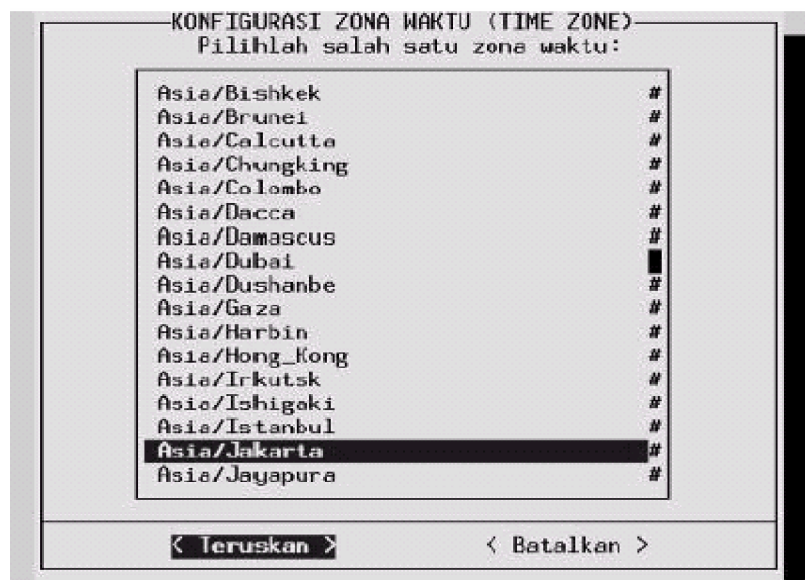 KONFIGURASI ZONA WAKTU (TIME ZONE)
Pilihlah salah satu zona waktu:
Asia/Bishkek #
Asia/Brunei #
Asia/Calcutta #
Asia/Chungking #
Asia/Colombo #
Asia/Dacca #
Asia/Damascus #
Asia/Dubai
Asia/Dushanbe #
Asia/Gaza #
Asia/Harbin #
Asia/Hong_Kong #
Asia/Irkutsk #
Asia/Ishigaki #
Asia/Istanbul #
Asia/Jakarta #
Asia/Jayapura #
< Teruskan > < Batalkan >